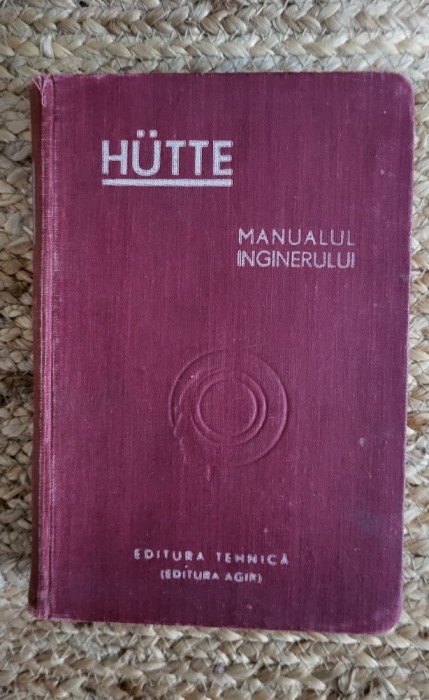 HÜTTE
MANUALUL
INGINERULUI
EDITURA TEHNICĂ
(EDITURA AGIR)